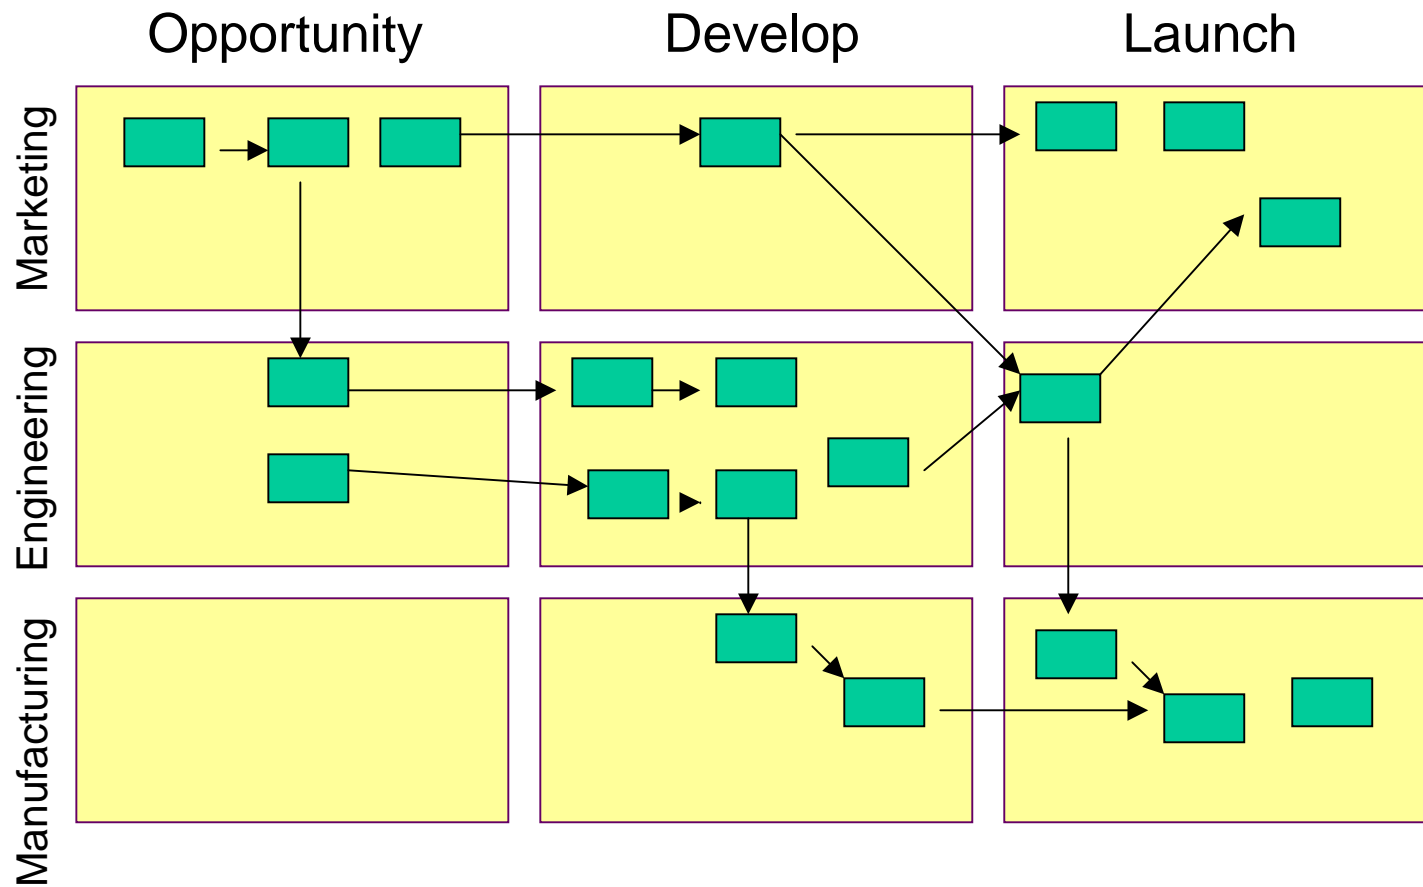 Opportunity
Develop
Launch
Marketing
Engineering
Manufacturing